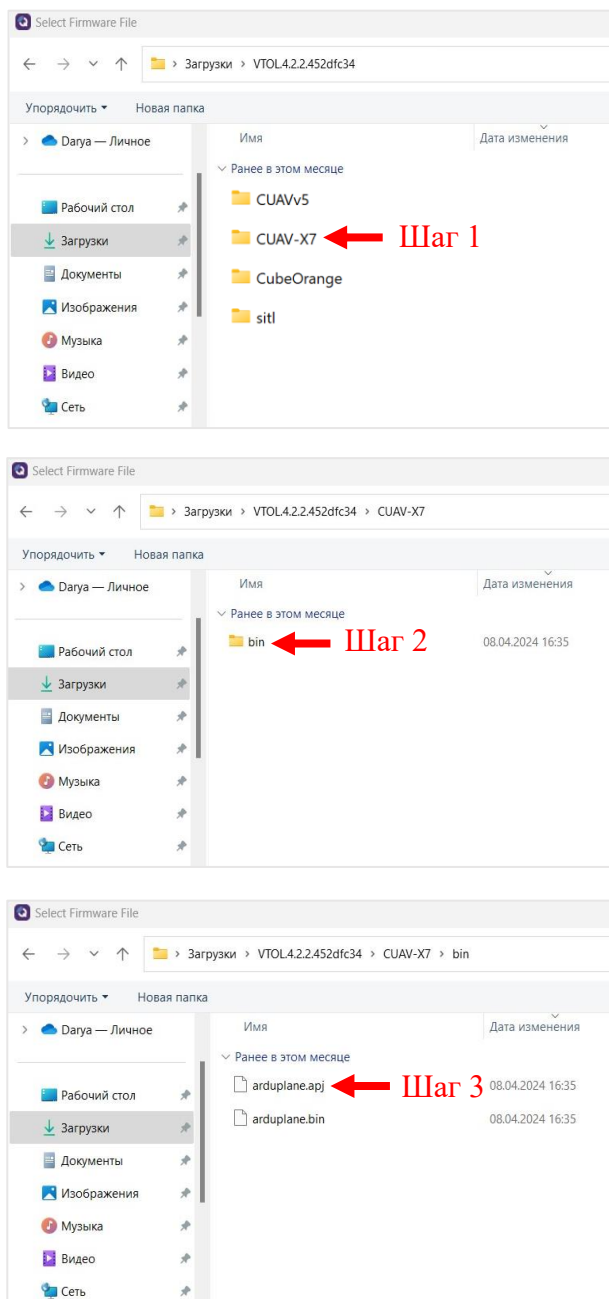 Select Firmware File
Загрузки > VTOL.4.2.2.452dfc34
Упорядочить Новая папка
Имя Дата изменения
Darya — Личное
Ранее в этом месяце
CUAVv5
Рабочий стол
Загрузки CUAV-X7 Шаг 1
Документы CubeOrange
Изображения
sitl
Музыка
Видео
Сеть
Select Firmware File
Загрузки > VTOL.4.2.2.452dfc34 > CUAV-X7
Упорядочить Новая папка
Имя Дата изменения
Darya — Личное
Ранее в этом месяце
bin Шаг 2 08.04.2024 16:35
Рабочий стол
Загрузки
Документы
Изображения
Музыка
Видео
Сеть
Select Firmware File
Загрузки > VTOL.4.2.2.452dfc34 > CUAV-X7 > bin
Упорядочить Новая папка
Имя Дата изменения
Darya — Личное
Ранее в этом месяце
arduplane.apj Шаг 3 08.04.2024 16:35
Рабочий стол
arduplane.bin 08.04.2024 16:35
Загрузки
Документы
Изображения
Музыка
Видео
Сеть